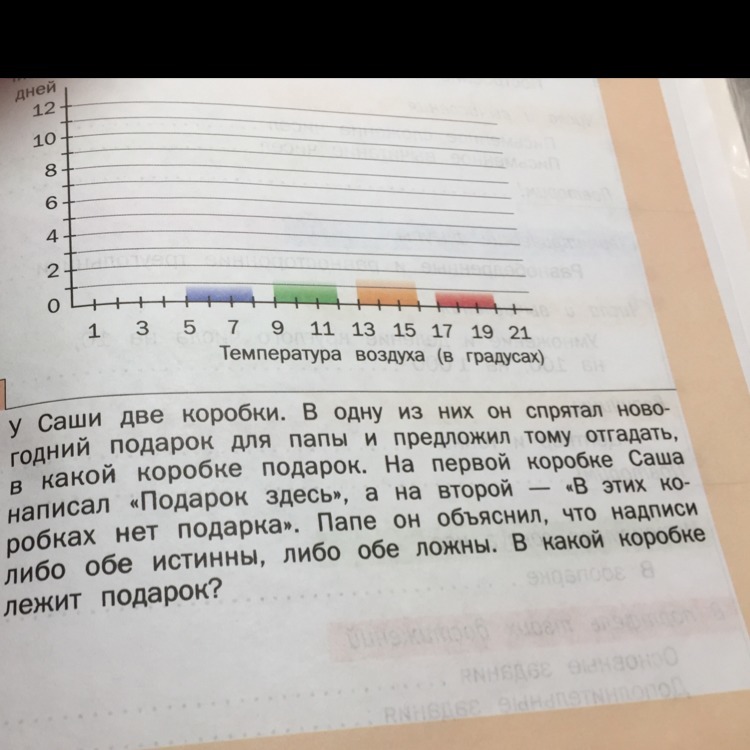 дней
12
10
8
6
4
2
0
1 3 5 7 9 11 13 15 17 19 21
Температура воздуха (в градусах)
У Саши две коробки. В одну из них он спрятал ново-
годний подарок для папы и предложил тому отгадать,
в какой коробке подарок. На первой коробке Саша
написал «Подарок здесь», а на второй — «В этих ко-
робках нет подарка». Папе он объяснил, что надписи
либо обе истинны, либо обе ложны. В какой коробке
лежит подарок?